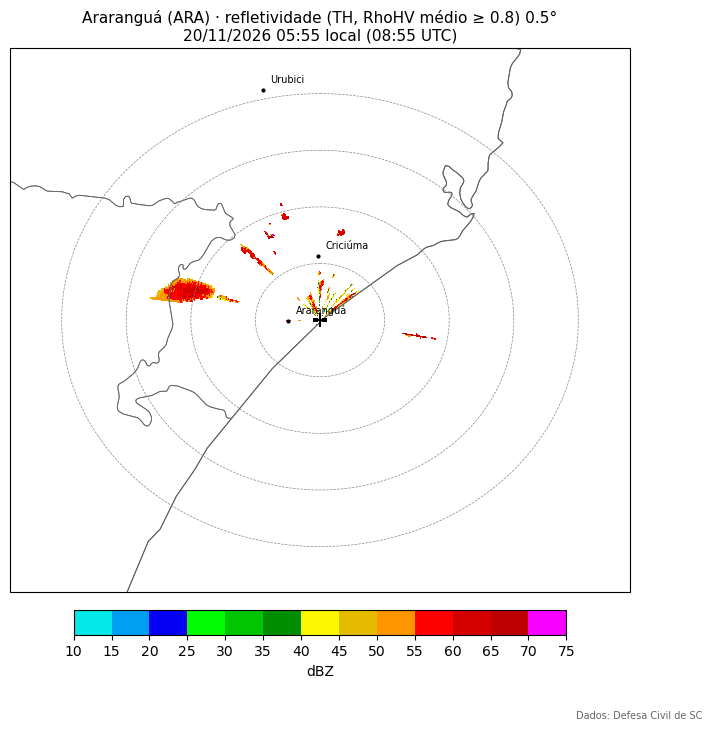 Araranguá (ARA) · refletividade (TH, RhoHV médio ≥ 0.8) 0.5°
20/11/2026 05:55 local (08:55 UTC)
Urubici
Criciúma
Araranguá
10 15 20 25 30 35 40 45 50 55 60 65 70 75
dBZ
Dados: Defesa Civil de SC